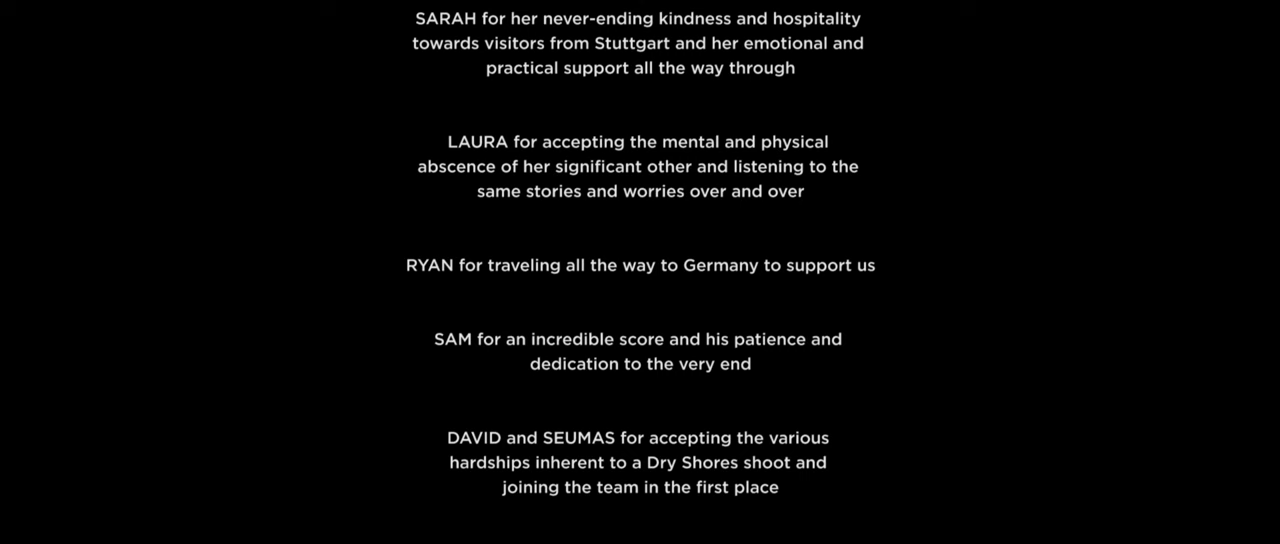 SARAH for her never-ending kindness and hospitality
towards visitors from Stuttgart and her emotional and
practical support all the way through
LAURA for accepting the mental and physical
abscence of her significant other and listening to the
same stories and worries over and over
RYAN for traveling all the way to Germany to support us
SAM for an incredible score and his patience and
dedication to the very end
DAVID and SEUMAS for accepting the various
hardships inherent to a Dry Shores shoot and
joining the team in the first place